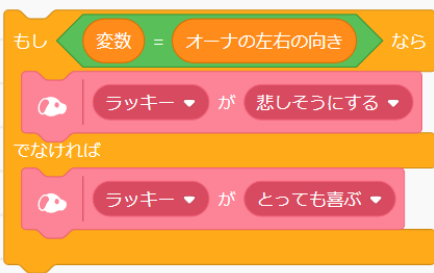 もし 変数 = オーナの左右の向き なら
ラッキー が 悲しそうにする
でなければ
ラッキー が とっても喜ぶ